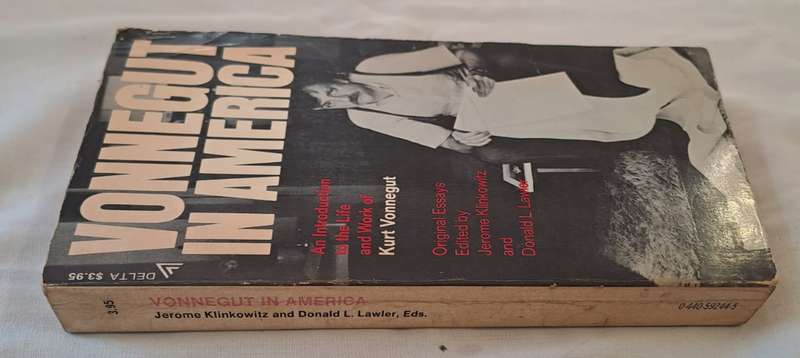 VONNEGUT
IN AMERICA
An Introduction
to the Life
and Work of
Kurt Vonnegut
Original Essays
Edited by
Jerome Klinkowitz
and
Donald L. Lawler
DELTA $3.95
3.95
VONNEGUT IN AMERICA
Jerome Klinkowitz and Donald L. Lawler, Eds.
0-440-59244-5